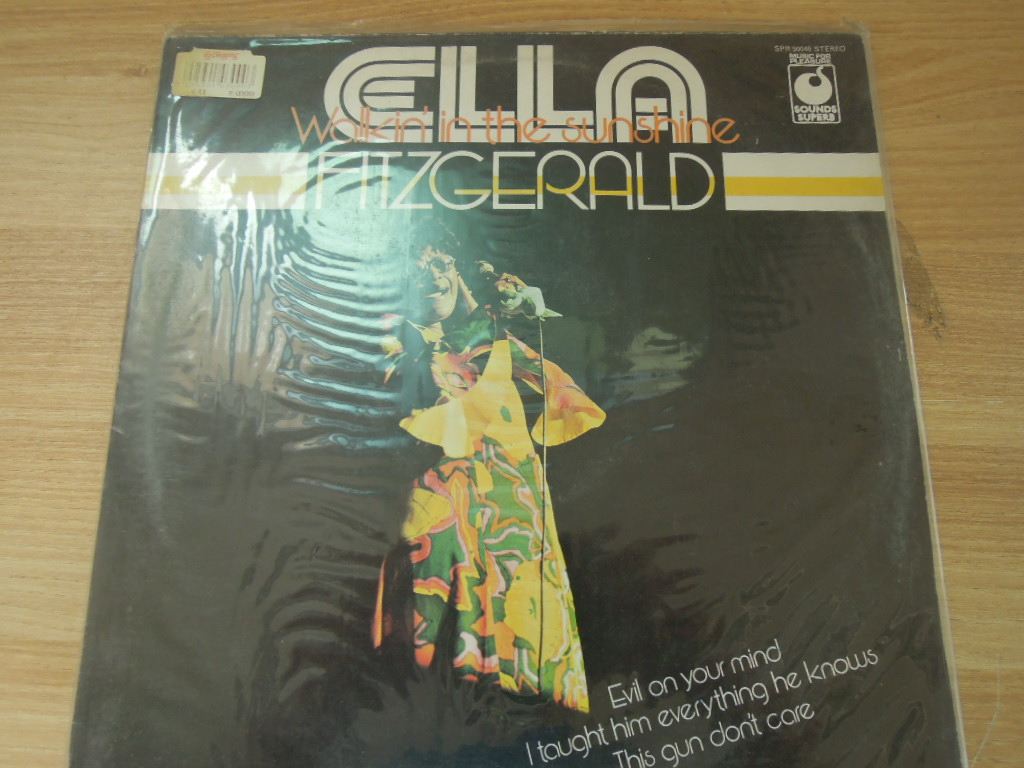 SPR 90046 STEREO
MUSIC FOR
PLEASURE
SOUNDS
SUPERB
ELLA
Walkin' in the sunshine
FITZGERALD
Evil on your mind
I taught him everything he knows
This gun don't care